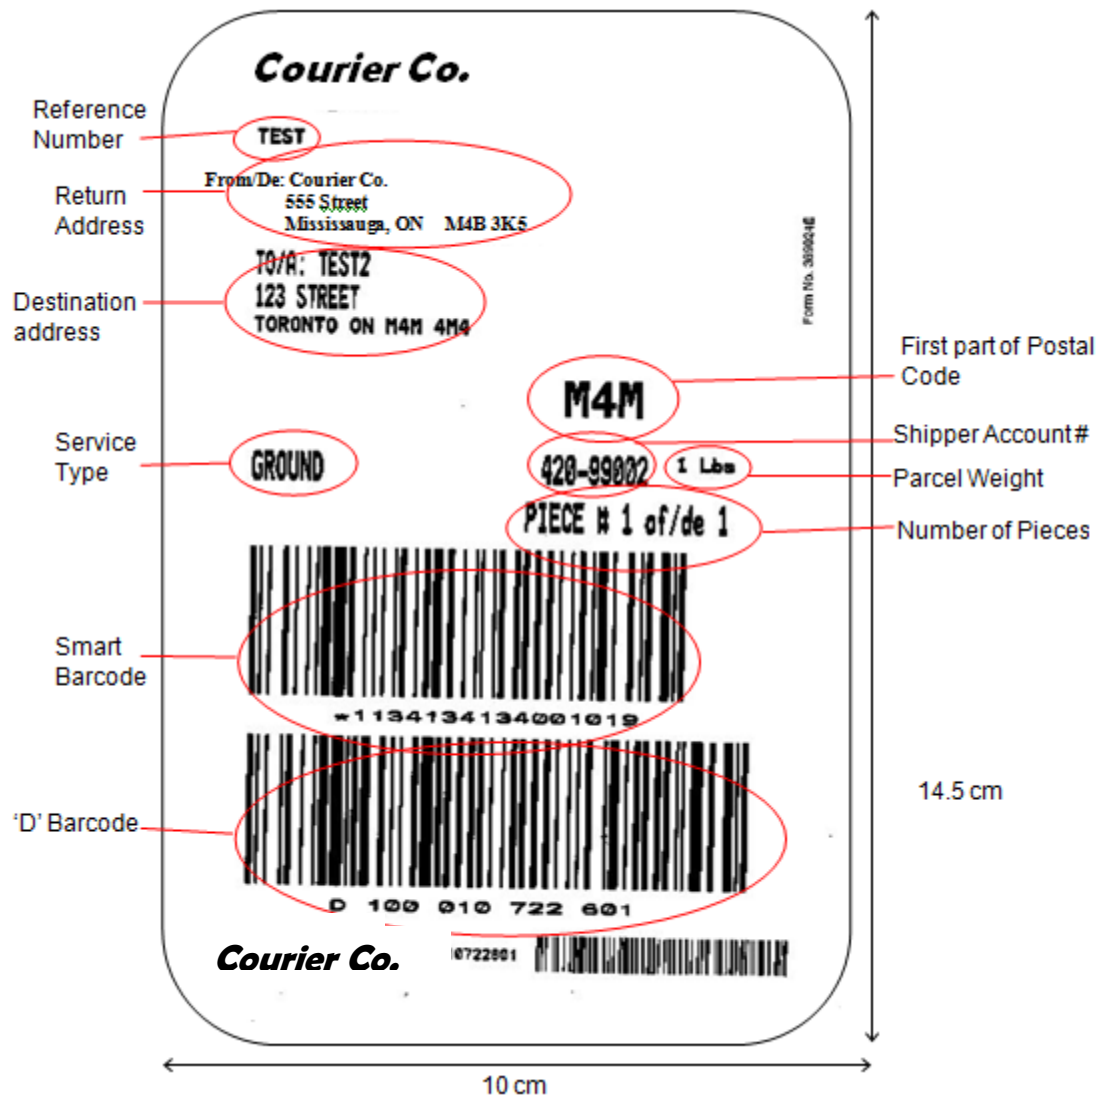 Courier Co.
Reference
Number
TEST
Return
Address
From/De: Courier Co.
555 Street
Mississauga, ON M4B 3K5
Destination
address
TO/A: TEST2
123 STREET
TORONTO ON M4M 4M4
Form No.
First part of Postal
Code
M4M
Shipper Account #
Service
Type
GROUND
420-99002
1 Lbs
Parcel Weight
PIECE # 1 of/de 1
Number of Pieces
Smart
Barcode
*1134134134001019
'D' Barcode
D 100 010 722 601
14.5 cm
Courier Co.
10 cm